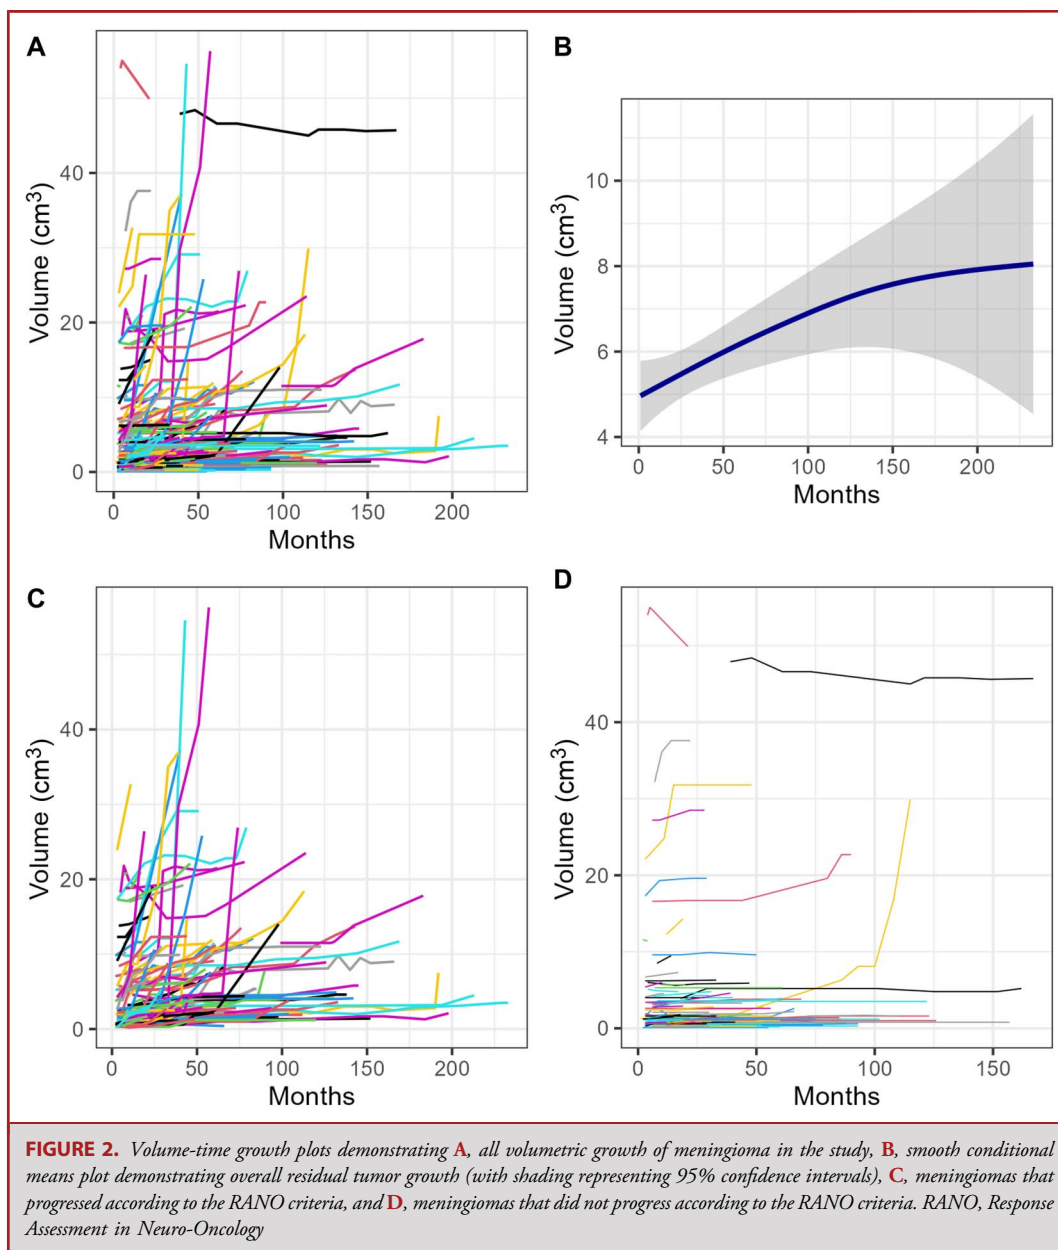 A
Volume (cm³)
40
20
0
0 50 100 150 200
Months
B
Volume (cm³)
10
8
6
4
0 50 100 150 200
Months
C
Volume (cm³)
40
20
0
0 50 100 150 200
Months
D
Volume (cm³)
40
20
0
0 50 100 150
Months
FIGURE 2. Volume-time growth plots demonstrating A, all volumetric growth of meningioma in the study, B, smooth conditional
means plot demonstrating overall residual tumor growth (with shading representing 95% confidence intervals), C, meningiomas that
progressed according to the RANO criteria, and D, meningiomas that did not progress according to the RANO criteria. RANO, Response
Assessment in Neuro-Oncology